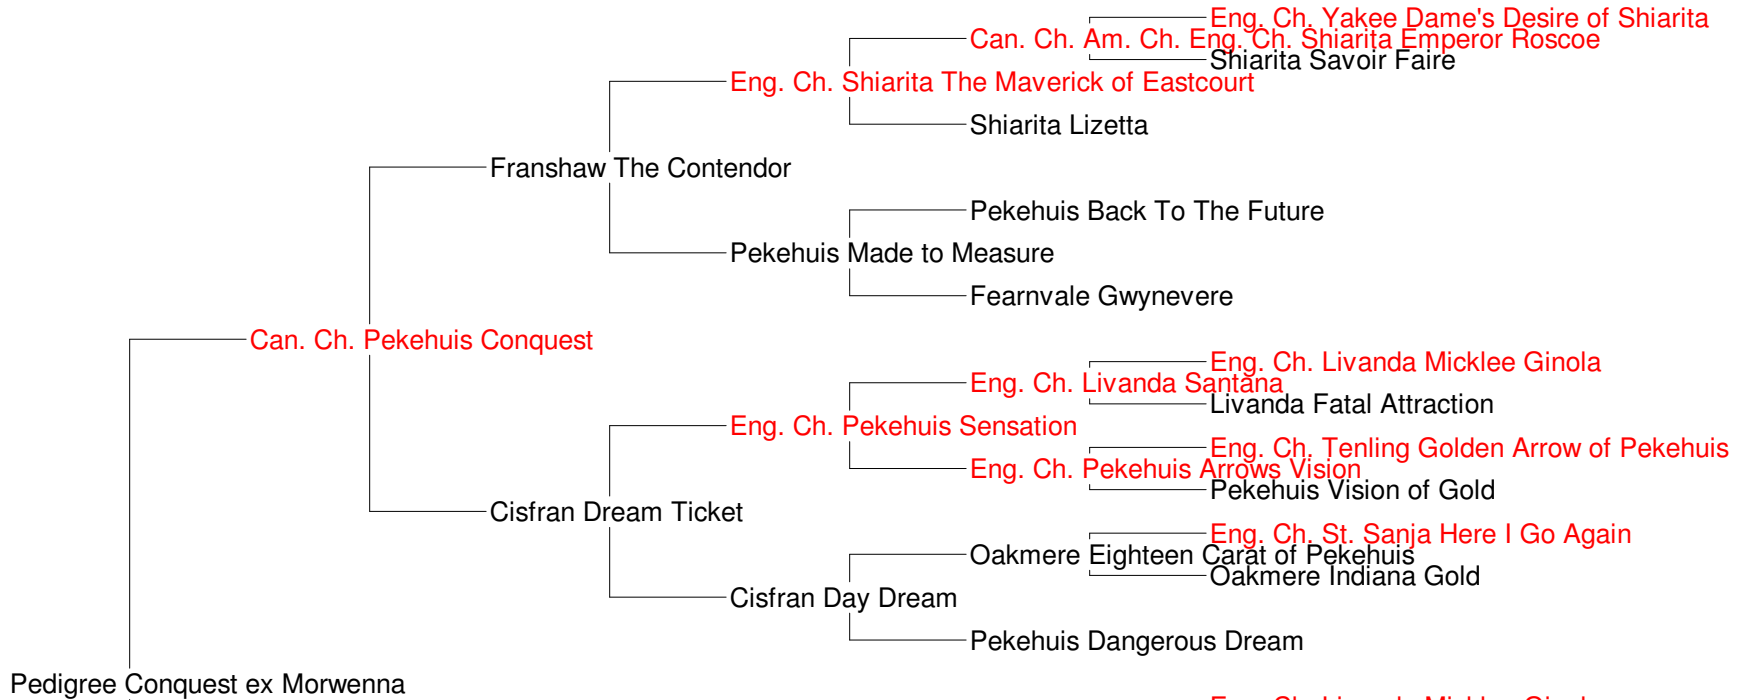 Eng. Ch. Yakee Dame's Desire of Shiarita
Can. Ch. Am. Ch. Eng. Ch. Shiarita Emperor Roscoe
Shiarita Savoir Faire
Eng. Ch. Shiarita The Maverick of Eastcourt
Shiarita Lizetta
Franshaw The Contendor
Pekehuis Back To The Future
Pekehuis Made to Measure
Fearnvale Gwynevere
Can. Ch. Pekehuis Conquest
Eng. Ch. Livanda Micklee Ginola
Eng. Ch. Livanda Santana
Livanda Fatal Attraction
Eng. Ch. Pekehuis Sensation
Eng. Ch. Tenling Golden Arrow of Pekehuis
Eng. Ch. Pekehuis Arrows Vision
Pekehuis Vision of Gold
Cisfran Dream Ticket
Eng. Ch. St. Sanja Here I Go Again
Oakmere Eighteen Carat of Pekehuis
Oakmere Indiana Gold
Cisfran Day Dream
Pekehuis Dangerous Dream
Pedigree Conquest ex Morwenna